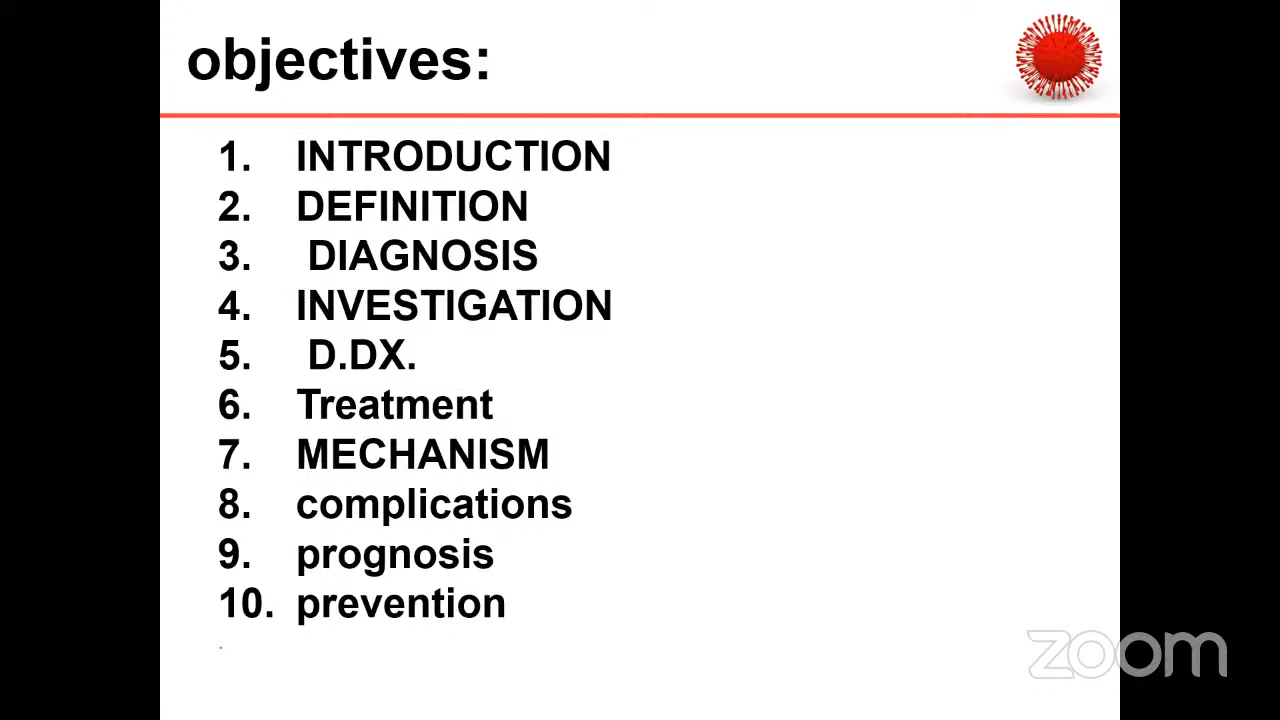 objectives:
1. INTRODUCTION
2. DEFINITION
3. DIAGNOSIS
4. INVESTIGATION
5. D.DX.
6. Treatment
7. MECHANISM
8. complications
9. prognosis
10. prevention
.
zoom